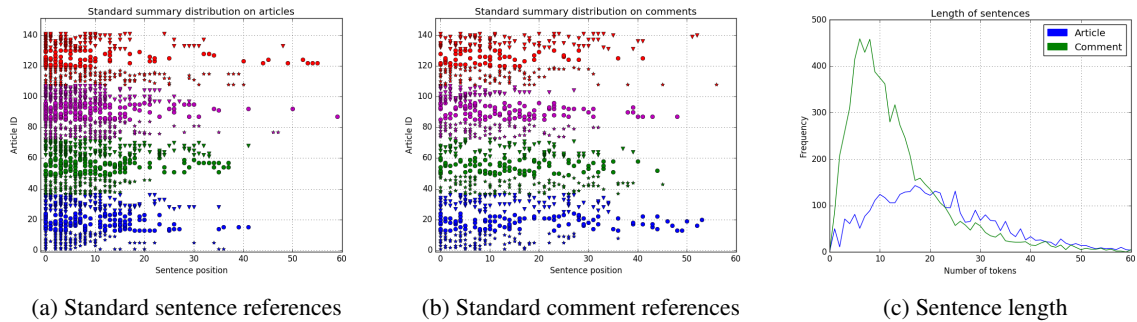 Standard summary distribution on articles
160
140
120
100
80
60
40
20
0
Article ID
0 10 20 30 40 50 60
Sentence position
(a) Standard sentence references
Standard summary distribution on comments
160
140
120
100
80
60
40
20
0
Article ID
0 10 20 30 40 50 60
Sentence position
(b) Standard comment references
Length of sentences
500
400
300
200
100
0
Frequency
Article
Comment
0 10 20 30 40 50 60
Number of tokens
(c) Sentence length